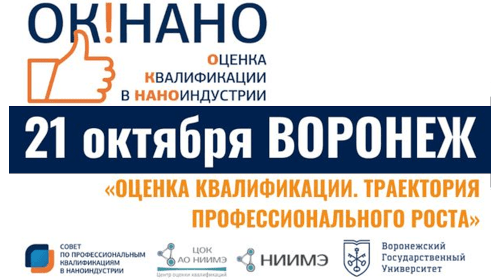 ОК!НАНО
ОЦЕНКА
КВАЛИФИКАЦИИ
В НАНОИНДУСТРИИ
21 октября ВОРОНЕЖ
«ОЦЕНКА КВАЛИФИКАЦИИ. ТРАЕКТОРИЯ
ПРОФЕССИОНАЛЬНОГО РОСТА»
СОВЕТ
ПО ПРОФЕССИОНАЛЬНЫМ
КВАЛИФИКАЦИЯМ
В НАНОИНДУСТРИИ
ЦОК
АО НИИМЭ
Центр оценки квалификаций
НИИМЭ
Воронежский
Государственный
Университет